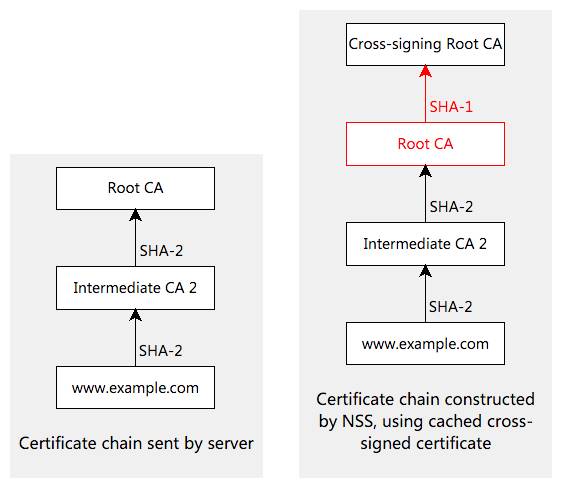 Root CA
SHA-2
Intermediate CA 2
SHA-2
www.example.com
Certificate chain sent by server
Cross-signing Root CA
SHA-1
Root CA
SHA-2
Intermediate CA 2
SHA-2
www.example.com
Certificate chain constructed
by NSS, using cached cross-
signed certificate